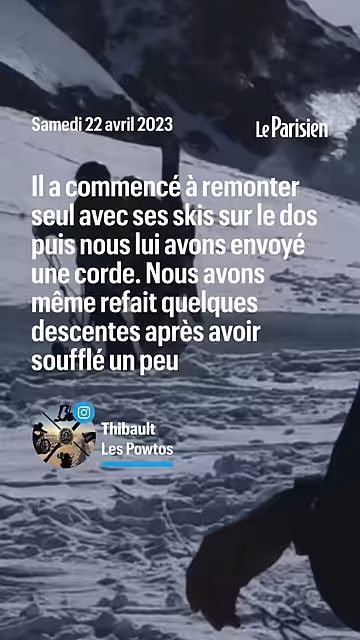 Samedi 22 avril 2023
Le Parisien
Il a commencé à remonter
seul avec ses skis sur le dos
puis nous lui avons envoyé
une corde. Nous avons
même refait quelques
descentes après avoir
soufflé un peu
Thibault
Les Powtos